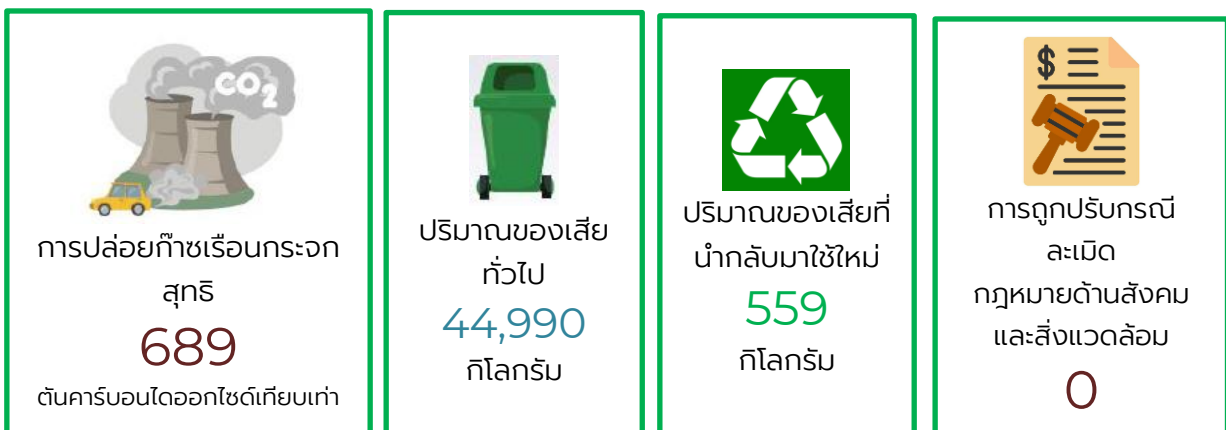 CO2
การปล่อยก๊าซเรือนกระจก
สุทธิ
689
ตันคาร์บอนไดออกไซด์เทียบเท่า
ปริมาณของเสีย
ทั่วไป
44,990
กิโลกรัม
ปริมาณของเสียที่
นำกลับมาใช้ใหม่
559
กิโลกรัม
$
การถูกปรับกรณี
ละเมิด
กฎหมายด้านสังคม
และสิ่งแวดล้อม
0